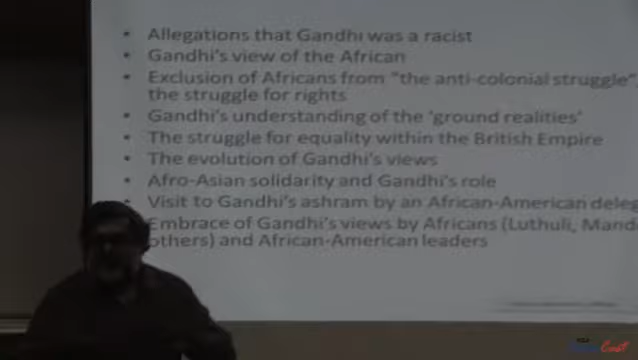 • Allegations that Gandhi was a racist
• Gandhi's view of the African
• Exclusion of Africans from "the anti-colonial struggle",
the struggle for rights
• Gandhi's understanding of the 'ground realities'
• The struggle for equality within the British Empire
• The evolution of Gandhi's views
• Afro-Asian solidarity and Gandhi's role
• Visit to Gandhi's ashram by an African-American deleg
Embrace of Gandhi's views by Africans (Luthuli, Mand
others) and African-American leaders
Cast